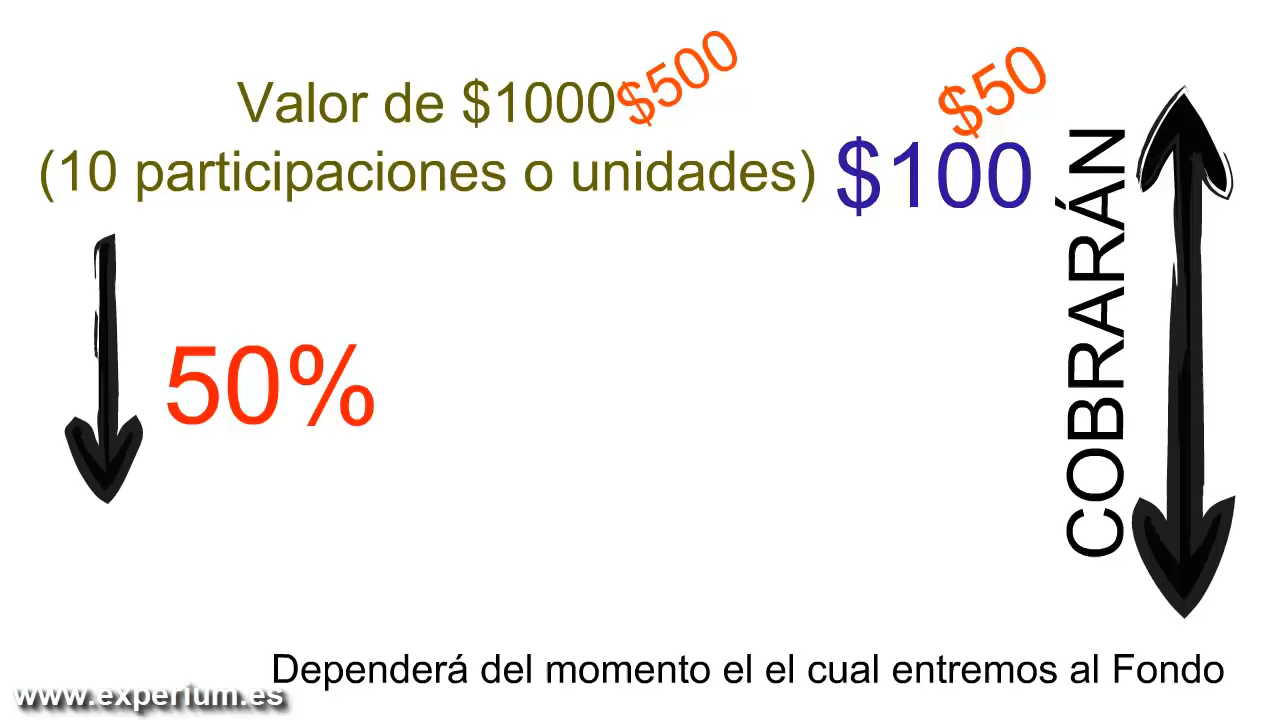 Valor de $1000 $500
(10 participaciones o unidades) $100
$50
50%
COBRARÁN
Dependerá del momento el el cual entremos al Fondo
www.experium.es